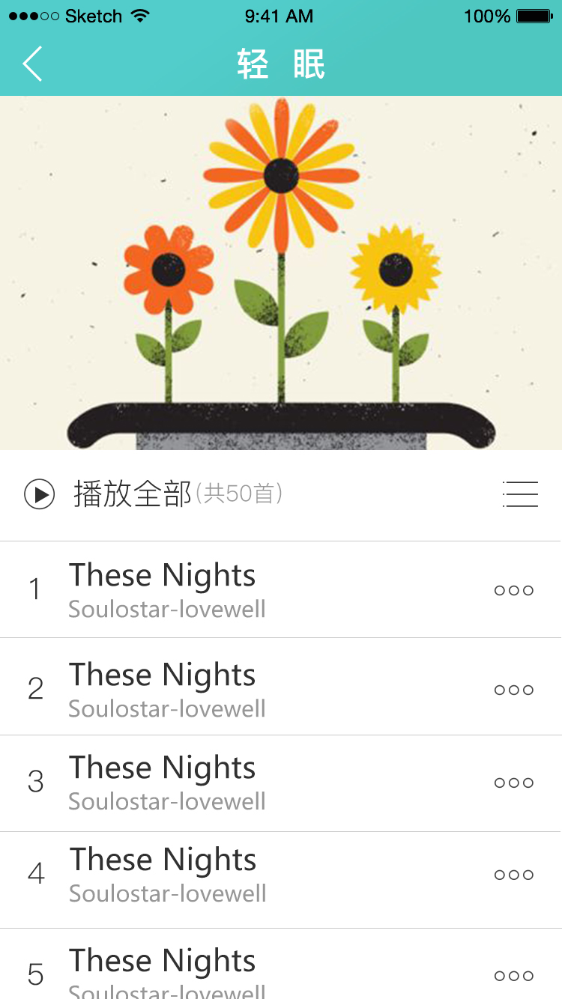 Sketch 9:41 AM 100%
轻 眠
播放全部(共50首)
1 These Nights
Soulostar-lovewell
2 These Nights
Soulostar-lovewell
3 These Nights
Soulostar-lovewell
4 These Nights
Soulostar-lovewell
5 These Nights
Soulostar-lovewell